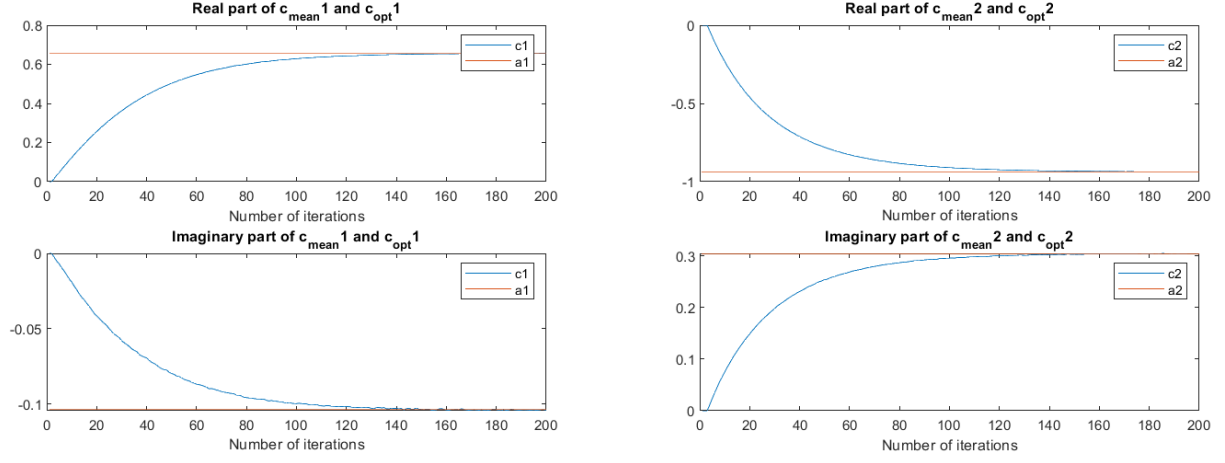 Real part of c_mean1 and c_opt1
0.8
0.6
0.4
0.2
0
c1
a1
0 20 40 60 80 100 120 140 160 180 200
Number of iterations
Real part of c_mean2 and c_opt2
0
-0.5
-1
c2
a2
0 20 40 60 80 100 120 140 160 180 200
Number of iterations
Imaginary part of c_mean1 and c_opt1
0
-0.05
-0.1
c1
a1
0 20 40 60 80 100 120 140 160 180 200
Number of iterations
Imaginary part of c_mean2 and c_opt2
0.3
0.2
0.1
0
c2
a2
0 20 40 60 80 100 120 140 160 180 200
Number of iterations